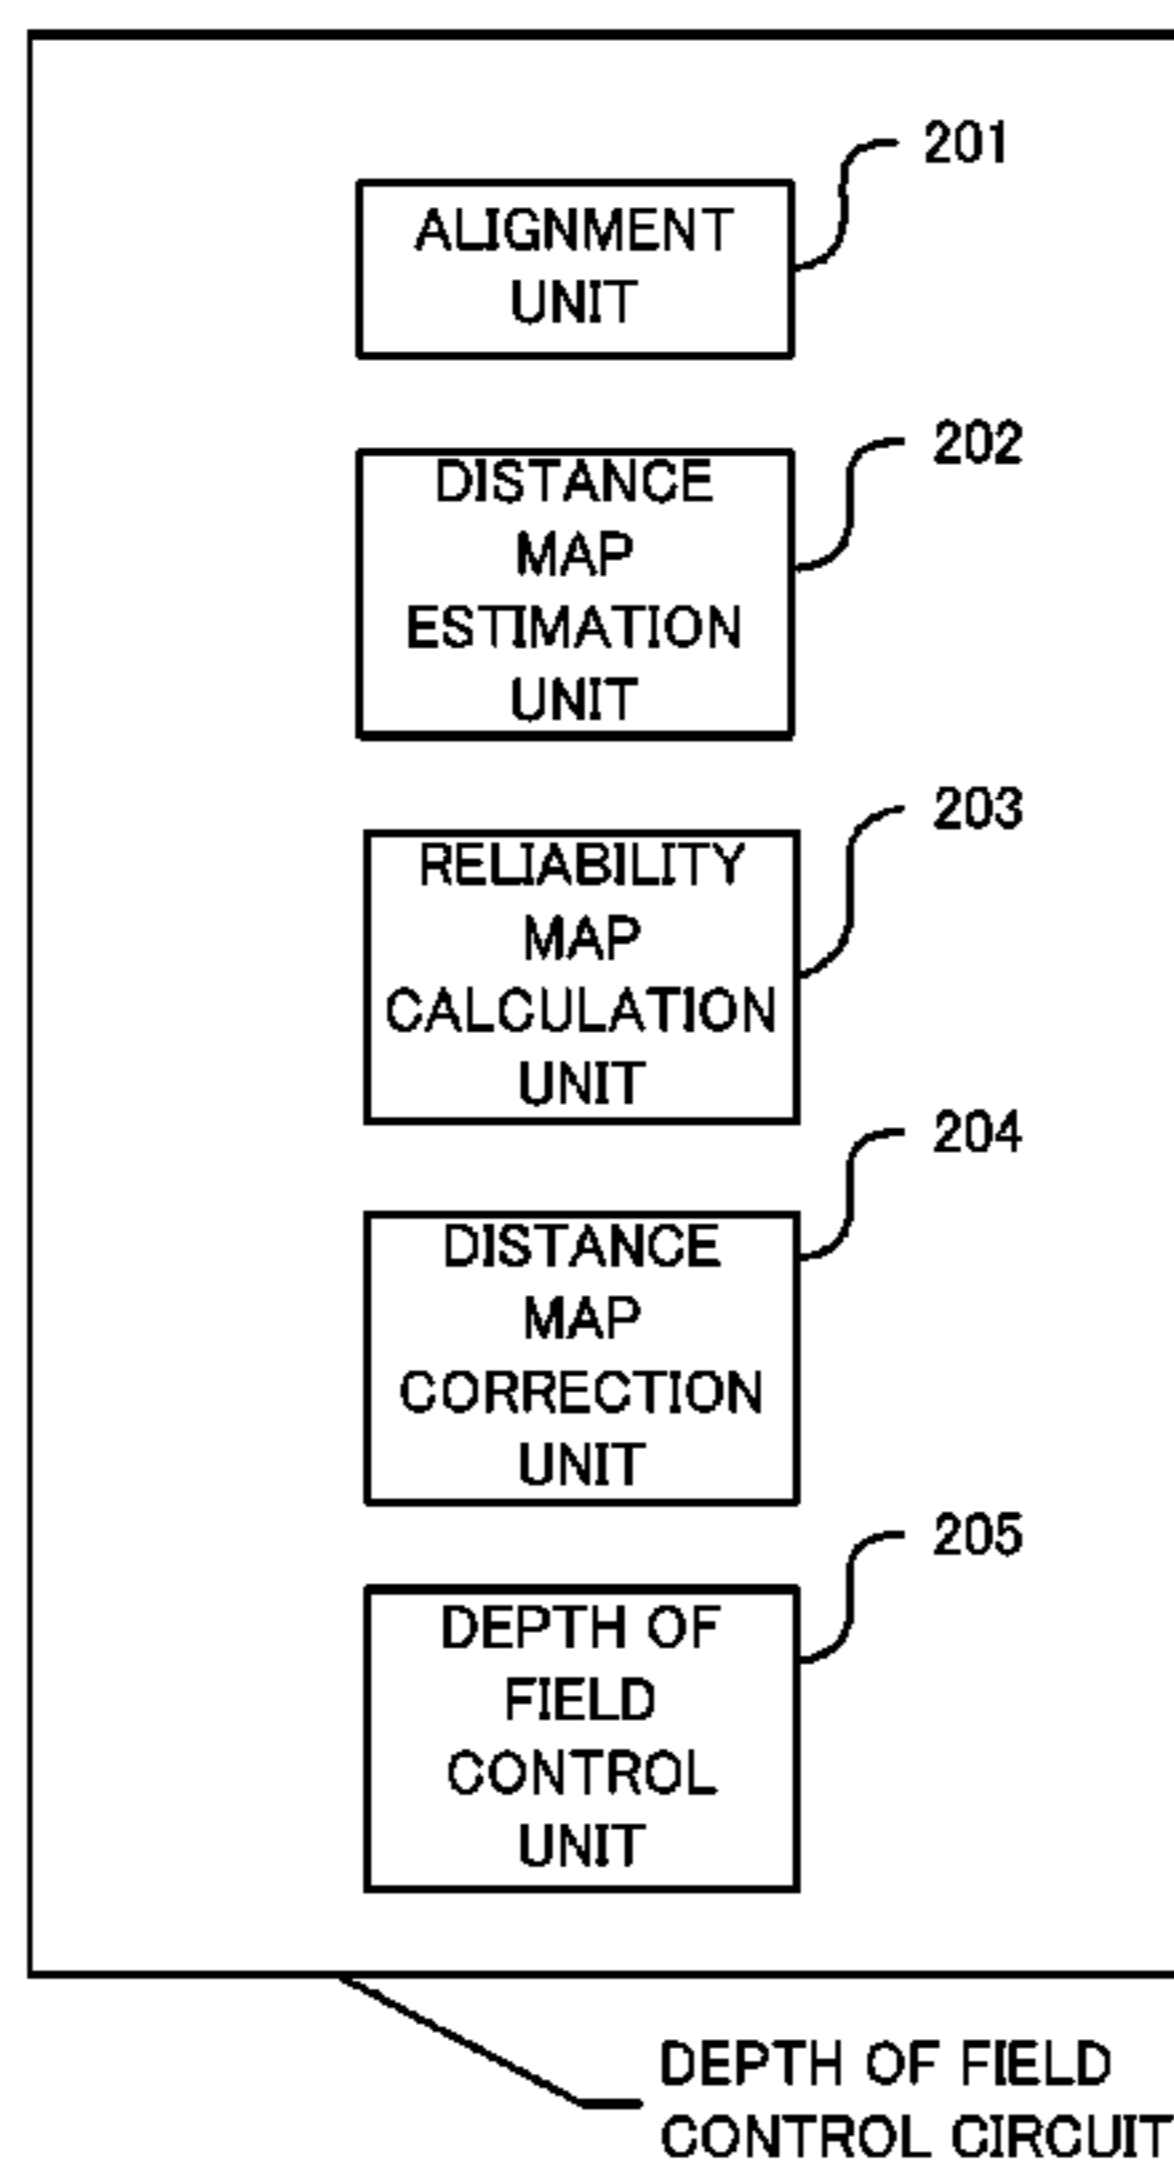 201
ALIGNMENT
UNIT
202
DISTANCE
MAP
ESTIMATION
UNIT
203
RELIABILITY
MAP
CALCULATION
UNIT
204
DISTANCE
MAP
CORRECTION
UNIT
205
DEPTH OF
FIELD
CONTROL
UNIT
DEPTH OF FIELD
CONTROL CIRCUIT